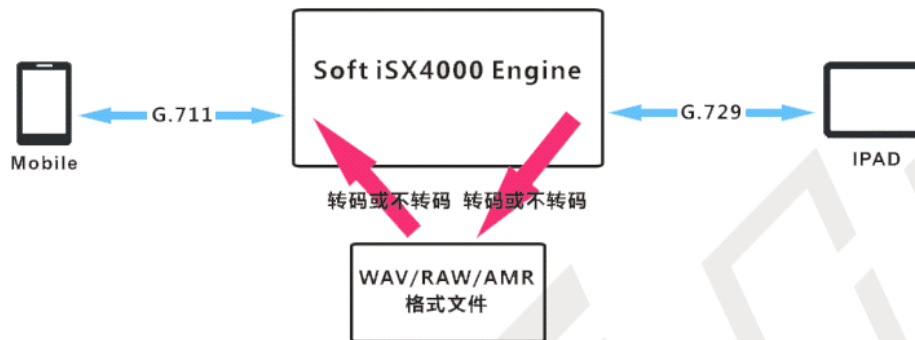 Soft iSX4000 Engine
G.711
G.729
Mobile
IPAD
转码或不转码 转码或不转码
WAV/RAW/AMR
格式文件